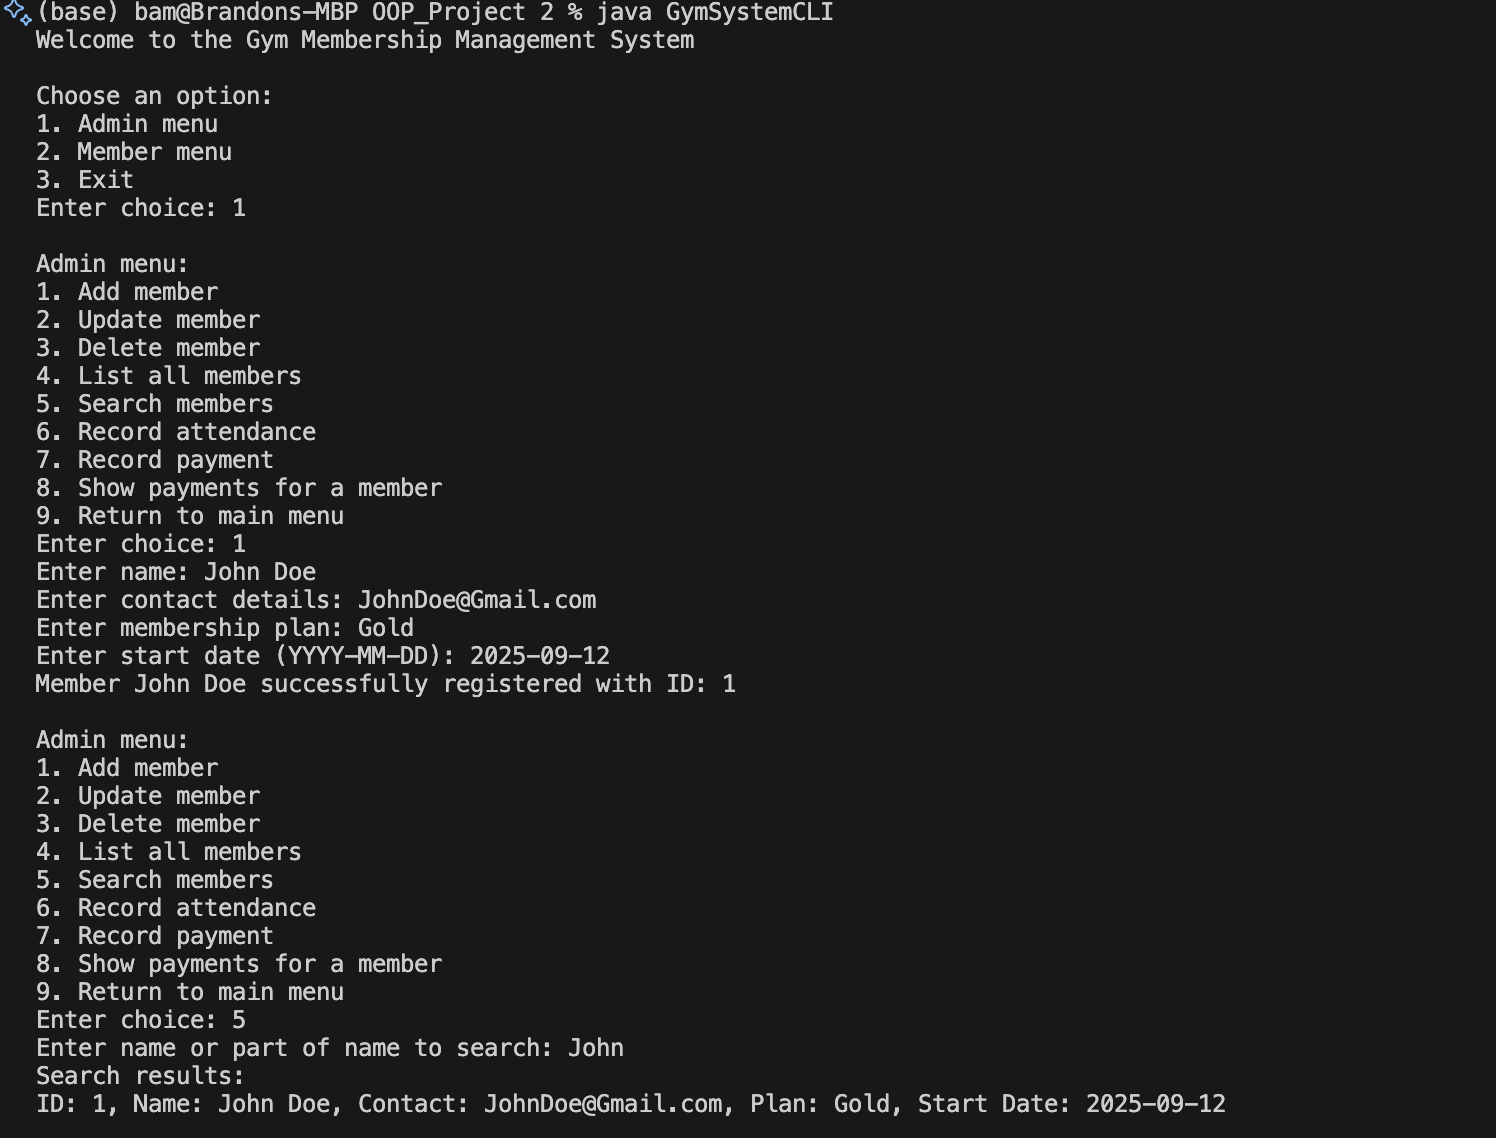 (base) bam@Brandons-MBP OOP_Project 2 % java GymSystemCLI
Welcome to the Gym Membership Management System
Choose an option:
1. Admin menu
2. Member menu
3. Exit
Enter choice: 1
Admin menu:
1. Add member
2. Update member
3. Delete member
4. List all members
5. Search members
6. Record attendance
7. Record payment
8. Show payments for a member
9. Return to main menu
Enter choice: 1
Enter name: John Doe
Enter contact details: JohnDoe@Gmail.com
Enter membership plan: Gold
Enter start date (YYYY-MM-DD): 2025-09-12
Member John Doe successfully registered with ID: 1
Admin menu:
1. Add member
2. Update member
3. Delete member
4. List all members
5. Search members
6. Record attendance
7. Record payment
8. Show payments for a member
9. Return to main menu
Enter choice: 5
Enter name or part of name to search: John
Search results:
ID: 1, Name: John Doe, Contact: JohnDoe@Gmail.com, Plan: Gold, Start Date: 2025-09-12